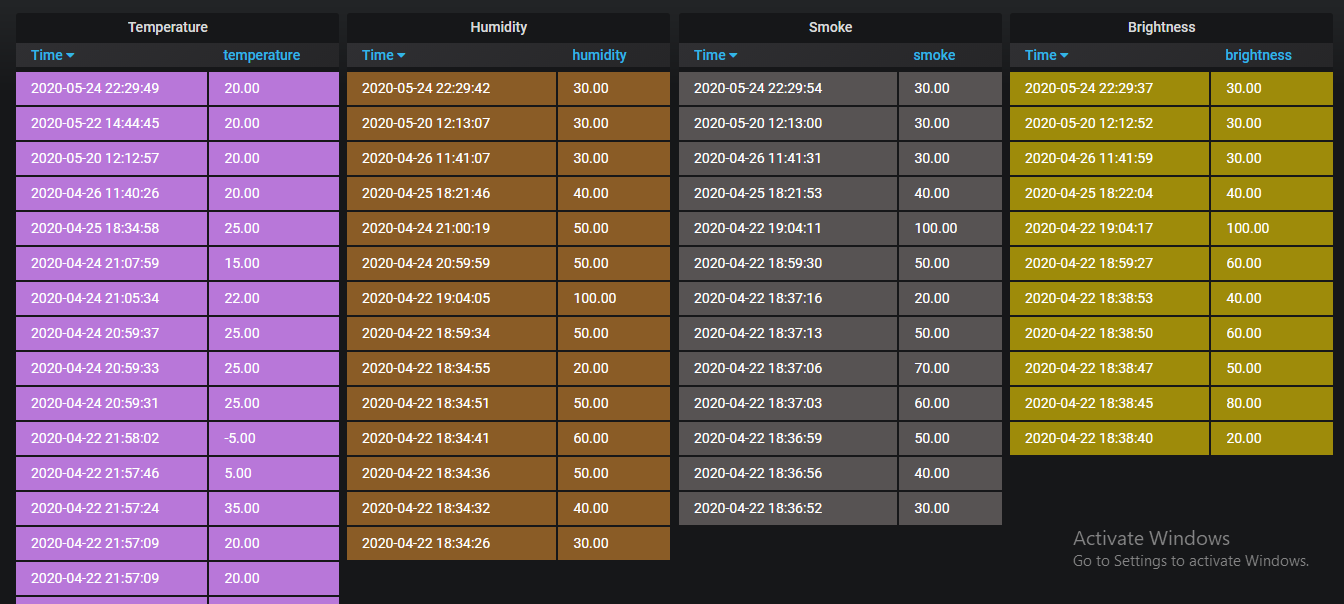 Temperature
Time temperature
2020-05-24 22:29:49 20.00
2020-05-22 14:44:45 20.00
2020-05-20 12:12:57 20.00
2020-04-26 11:40:26 20.00
2020-04-25 18:34:58 25.00
2020-04-24 21:07:59 15.00
2020-04-24 21:05:34 22.00
2020-04-24 20:59:37 25.00
2020-04-24 20:59:33 25.00
2020-04-24 20:59:31 25.00
2020-04-22 21:58:02 -5.00
2020-04-22 21:57:46 5.00
2020-04-22 21:57:24 35.00
2020-04-22 21:57:09 20.00
2020-04-22 21:57:09 20.00
Humidity
Time humidity
2020-05-24 22:29:42 30.00
2020-05-20 12:13:07 30.00
2020-04-26 11:41:07 30.00
2020-04-25 18:21:46 40.00
2020-04-24 21:00:19 50.00
2020-04-24 20:59:59 50.00
2020-04-22 19:04:05 100.00
2020-04-22 18:59:34 50.00
2020-04-22 18:34:55 20.00
2020-04-22 18:34:51 50.00
2020-04-22 18:34:41 60.00
2020-04-22 18:34:36 50.00
2020-04-22 18:34:32 40.00
2020-04-22 18:34:26 30.00
Smoke
Time smoke
2020-05-24 22:29:54 30.00
2020-05-20 12:13:00 30.00
2020-04-26 11:41:31 30.00
2020-04-25 18:21:53 40.00
2020-04-22 19:04:11 100.00
2020-04-22 18:59:30 50.00
2020-04-22 18:37:16 20.00
2020-04-22 18:37:13 50.00
2020-04-22 18:37:06 70.00
2020-04-22 18:37:03 60.00
2020-04-22 18:36:59 50.00
2020-04-22 18:36:56 40.00
2020-04-22 18:36:52 30.00
Brightness
Time brightness
2020-05-24 22:29:37 30.00
2020-05-20 12:12:52 30.00
2020-04-26 11:41:59 30.00
2020-04-25 18:22:04 40.00
2020-04-22 19:04:17 100.00
2020-04-22 18:59:27 60.00
2020-04-22 18:38:53 40.00
2020-04-22 18:38:50 60.00
2020-04-22 18:38:47 50.00
2020-04-22 18:38:45 80.00
2020-04-22 18:38:40 20.00
Activate Windows
Go to Settings to activate Windows.